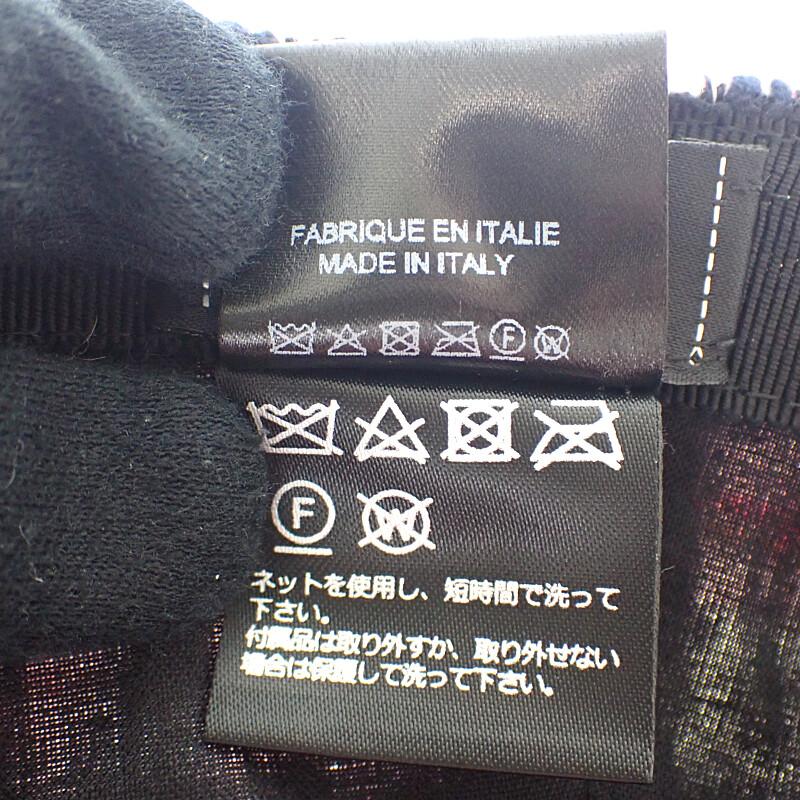 FABRIQUE EN ITALIE
MADE IN ITALY
F W
F W
ネットを使用し、短時間で洗って
下さい。
付属品は取り外すか、取り外せない
場合は保護して洗って下さい。